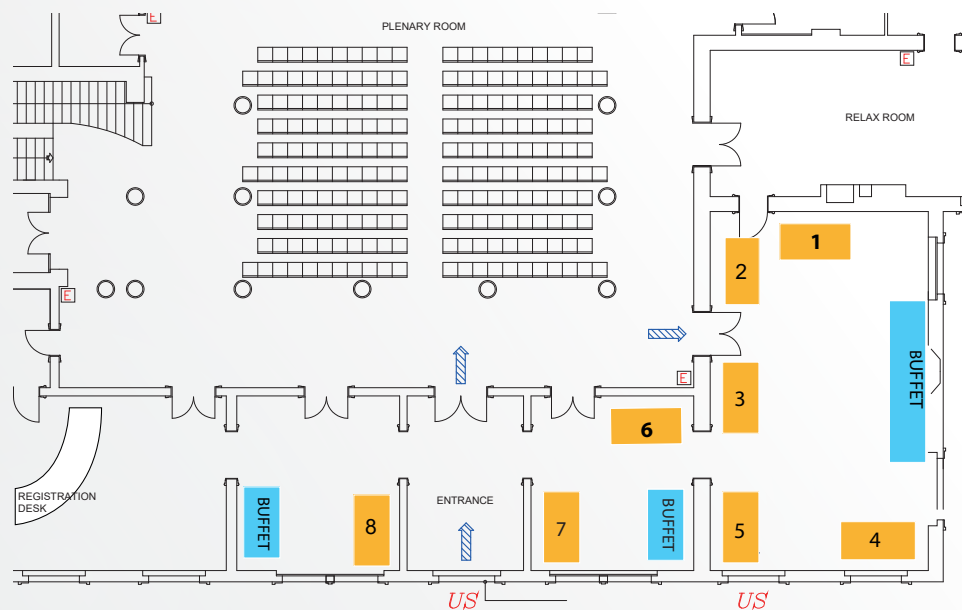 E
PLENARY ROOM
E
RELAX ROOM
1
2
E
BUFFET
E
3
6
REGISTRATION
DESK
BUFFET
8
ENTRANCE
7
BUFFET
5
4
US
US